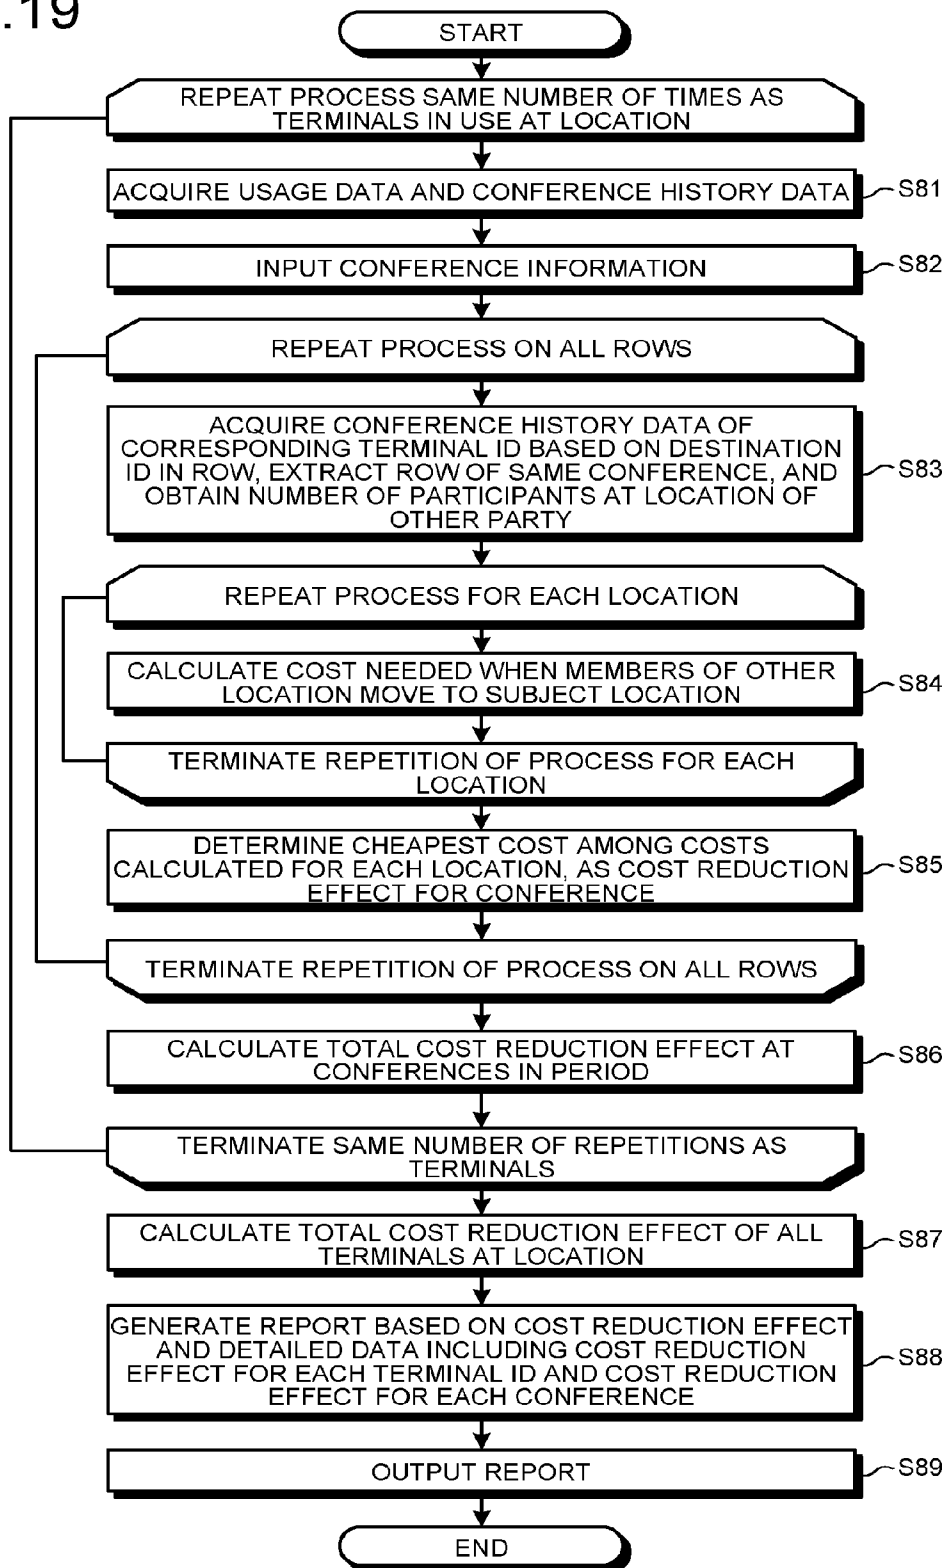 .19
START
REPEAT PROCESS SAME NUMBER OF TIMES AS
TERMINALS IN USE AT LOCATION
ACQUIRE USAGE DATA AND CONFERENCE HISTORY DATA
S81
INPUT CONFERENCE INFORMATION
S82
REPEAT PROCESS ON ALL ROWS
ACQUIRE CONFERENCE HISTORY DATA OF
CORRESPONDING TERMINAL ID BASED ON DESTINATION
ID IN ROW, EXTRACT ROW OF SAME CONFERENCE, AND
OBTAIN NUMBER OF PARTICIPANTS AT LOCATION OF
OTHER PARTY
S83
REPEAT PROCESS FOR EACH LOCATION
CALCULATE COST NEEDED WHEN MEMBERS OF OTHER
LOCATION MOVE TO SUBJECT LOCATION
S84
TERMINATE REPETITION OF PROCESS FOR EACH
LOCATION
DETERMINE CHEAPEST COST AMONG COSTS
CALCULATED FOR EACH LOCATION, AS COST REDUCTION
EFFECT FOR CONFERENCE
S85
TERMINATE REPETITION OF PROCESS ON ALL ROWS
CALCULATE TOTAL COST REDUCTION EFFECT AT
CONFERENCES IN PERIOD
S86
TERMINATE SAME NUMBER OF REPETITIONS AS
TERMINALS
CALCULATE TOTAL COST REDUCTION EFFECT OF ALL
TERMINALS AT LOCATION
S87
GENERATE REPORT BASED ON COST REDUCTION EFFECT
AND DETAILED DATA INCLUDING COST REDUCTION
EFFECT FOR EACH TERMINAL ID AND COST REDUCTION
EFFECT FOR EACH CONFERENCE
S88
OUTPUT REPORT
S89
END